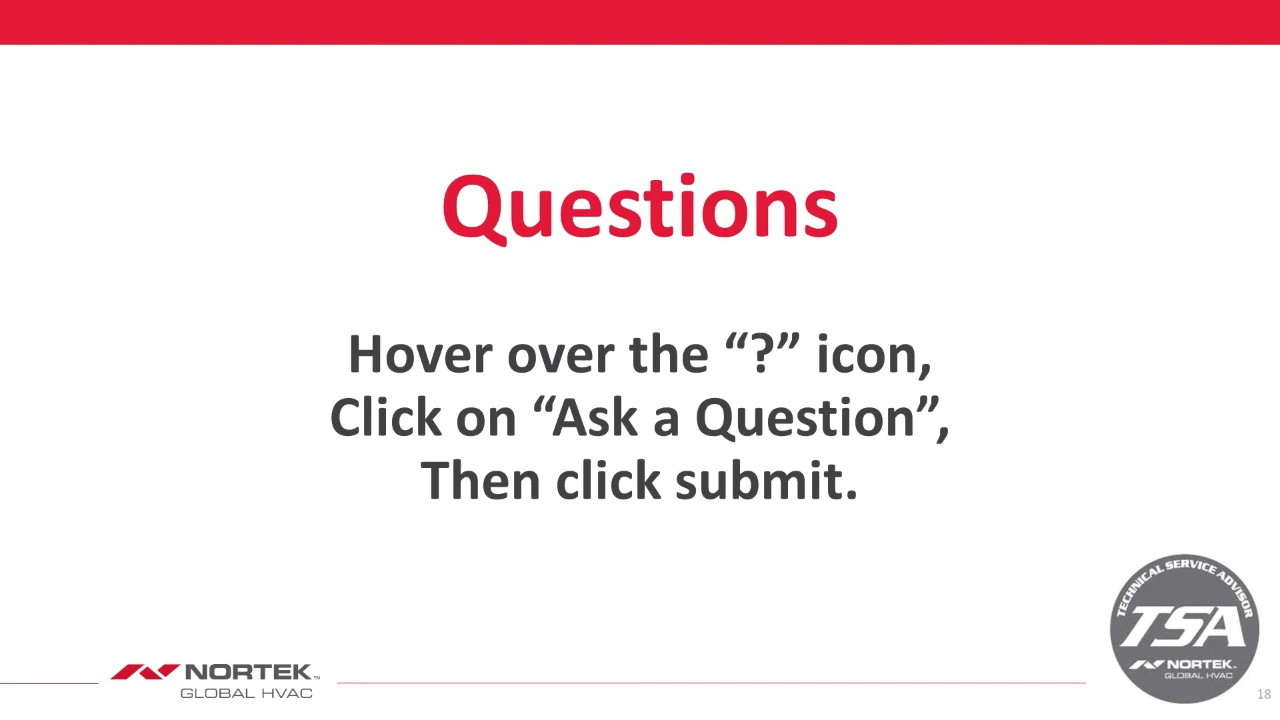 Questions
Hover over the “?” icon,
Click on “Ask a Question”,
Then click submit.
TECHNICAL SERVICE ADVISOR
TSA
NORTEK™
GLOBAL HVAC
NORTEK™
GLOBAL HVAC
18